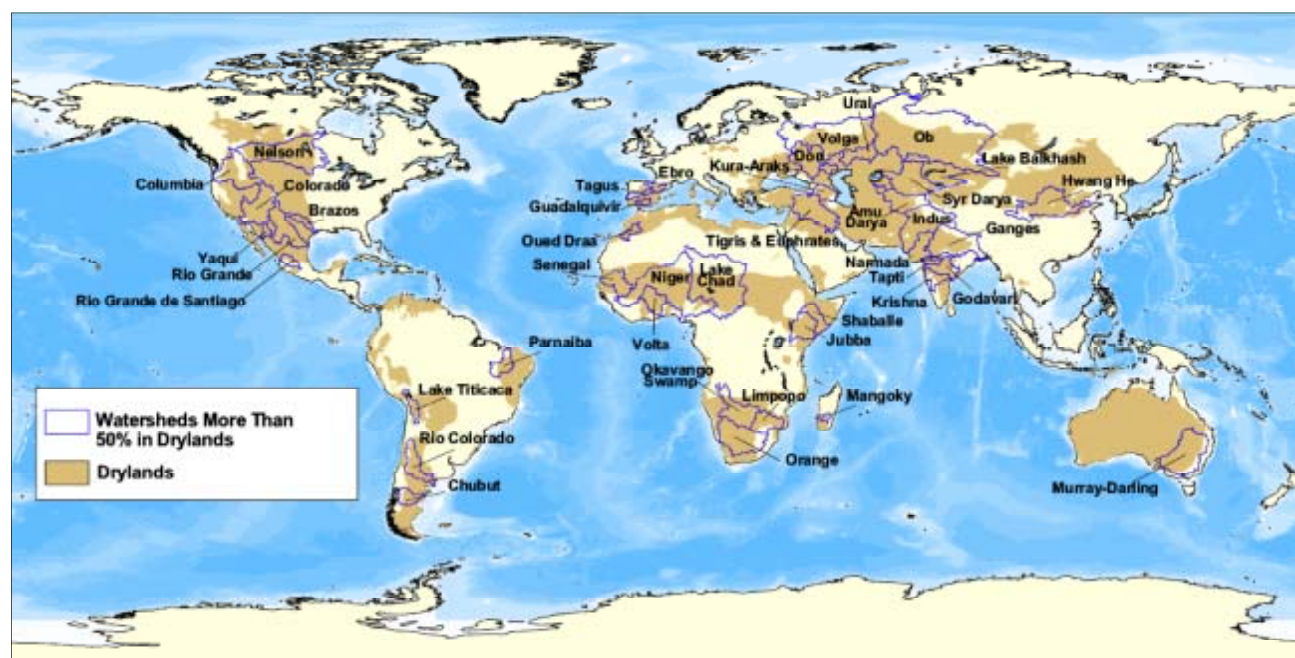 Ural
Volga
Ob
Nelson
Don
Lake Balkhash
Kura-Araks
Ebro
Hwang He
Columbia
Colorado
Tagus
Syr Darya
Brazos
Guadalquivir
Amu
Darya
Indus
Ganges
Oued Draa
Tigris & Euphrates
Yaqui
Senegal
Niger
Lake
Chad
Narmada
Rio Grande
Tapti
Rio Grande de Santiago
Krishna
Godavari
Shaballe
Parnaiba
Volta
Jubba
Okavango
Swamp
Lake Titicaca
Limpopo
Mangoky
Watersheds More Than
50% in Drylands
Rio Colorado
Orange
Drylands
Chubut
Murray-Darling